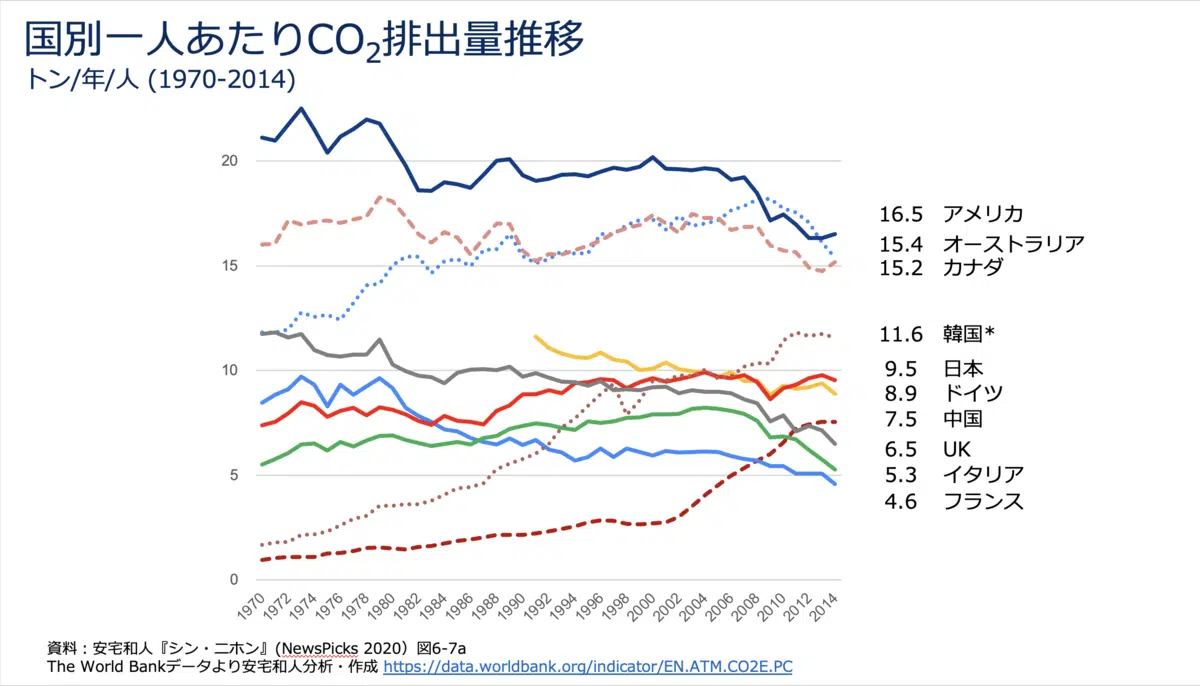 国別一人あたりCO₂排出量推移
トン/年/人 (1970-2014)
20
15
10
5
0
1970 1972 1974 1976 1978 1980 1982 1984 1986 1988 1990 1992 1994 1996 1998 2000 2002 2004 2006 2008 2010 2012 2014
16.5 アメリカ
15.4 オーストラリア
15.2 カナダ
11.6 韓国*
9.5 日本
8.9 ドイツ
7.5 中国
6.5 UK
5.3 イタリア
4.6 フランス
資料：安宅和人『シン・ニホン』(NewsPicks 2020）図6-7a
The World Bankデータより安宅和人分析・作成 https://data.worldbank.org/indicator/EN.ATM.CO2E.PC